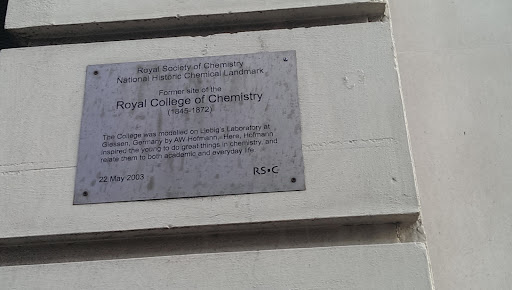 Royal Society of Chemistry
National Historic Chemical Landmark
Former site of the
Royal College of Chemistry
(1845-1872)
The College was modelled on Liebig's Laboratory at
Giessen, Germany by AW Hofmann. Here, Hofmann
inspired the young to do great things in chemistry and
relate them to both academic and everyday life.
22 May 2003
RS•C